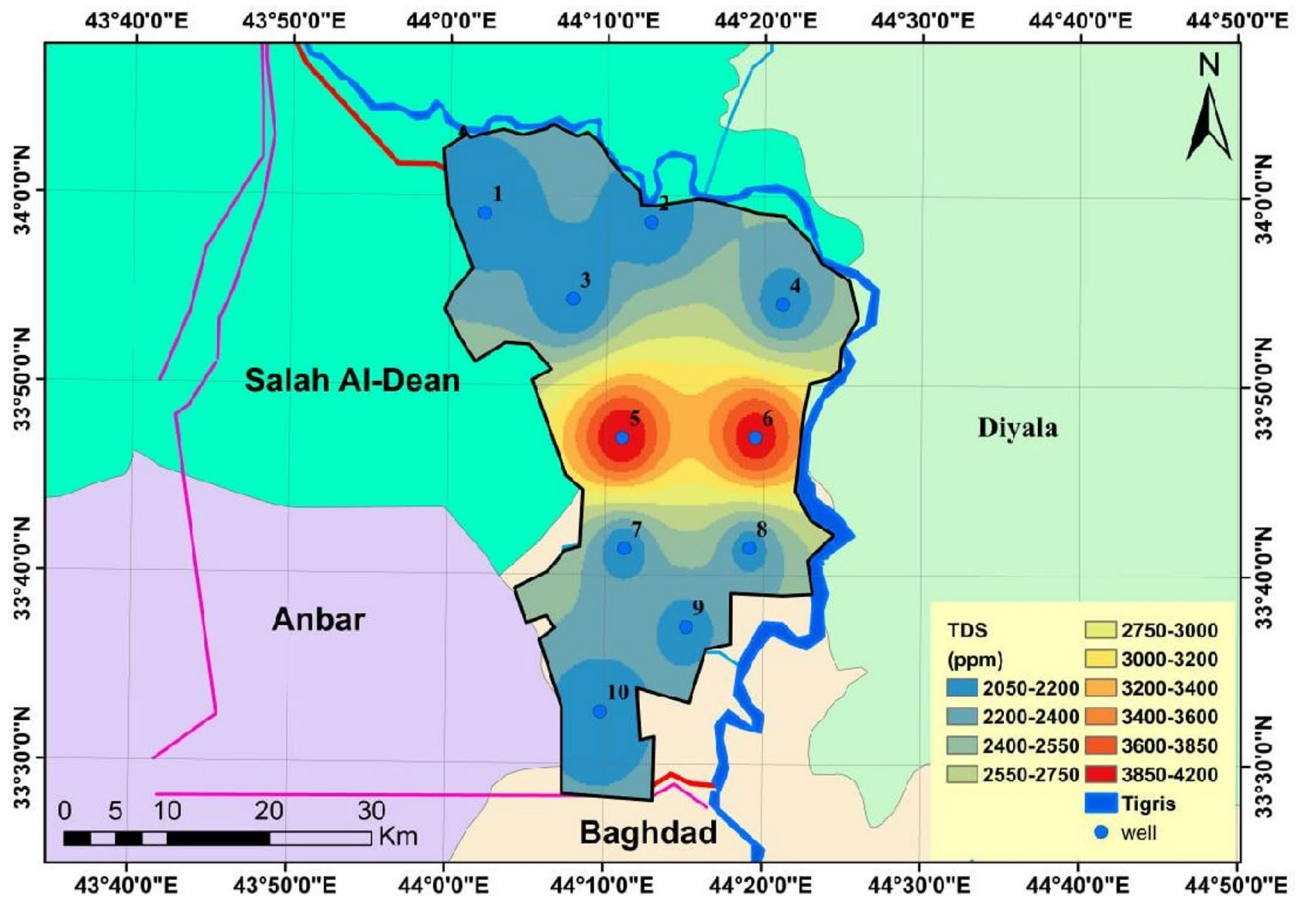 43°40'0"E 43°50'0"E 44°0'0"E 44°10'0"E 44°20'0"E 44°30'0"E 44°40'0"E 44°50'0"E
N
34°0'0"N
34°0'0"N
1
2
3
4
33°50'0"N
Salah Al-Dean
33°50'0"N
5
6
Diyala
7
8
33°40'0"N
33°40'0"N
Anbar
9
TDS
(ppm)
2050-2200
2200-2400
2400-2550
2550-2750
2750-3000
3000-3200
3200-3400
3400-3600
3600-3850
3850-4200
Tigris
well
10
33°30'0"N
33°30'0"N
0 5 10 20 30
Km
Baghdad
43°40'0"E 43°50'0"E 44°0'0"E 44°10'0"E 44°20'0"E 44°30'0"E 44°40'0"E 44°50'0"E